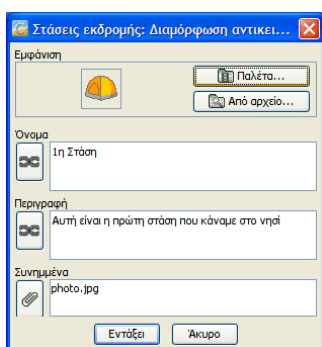 Στάσεις εκδρομής: Διαμόρφωση αντικει...
Εμφάνιση
Παλέτα...
Από αρχείο...
Όνομα
1η Στάση
Περιγραφή
Αυτή είναι η πρώτη στάση που κάναμε στο νησί
Συνημμένα
photo.jpg
Εντάξει Άκυρο